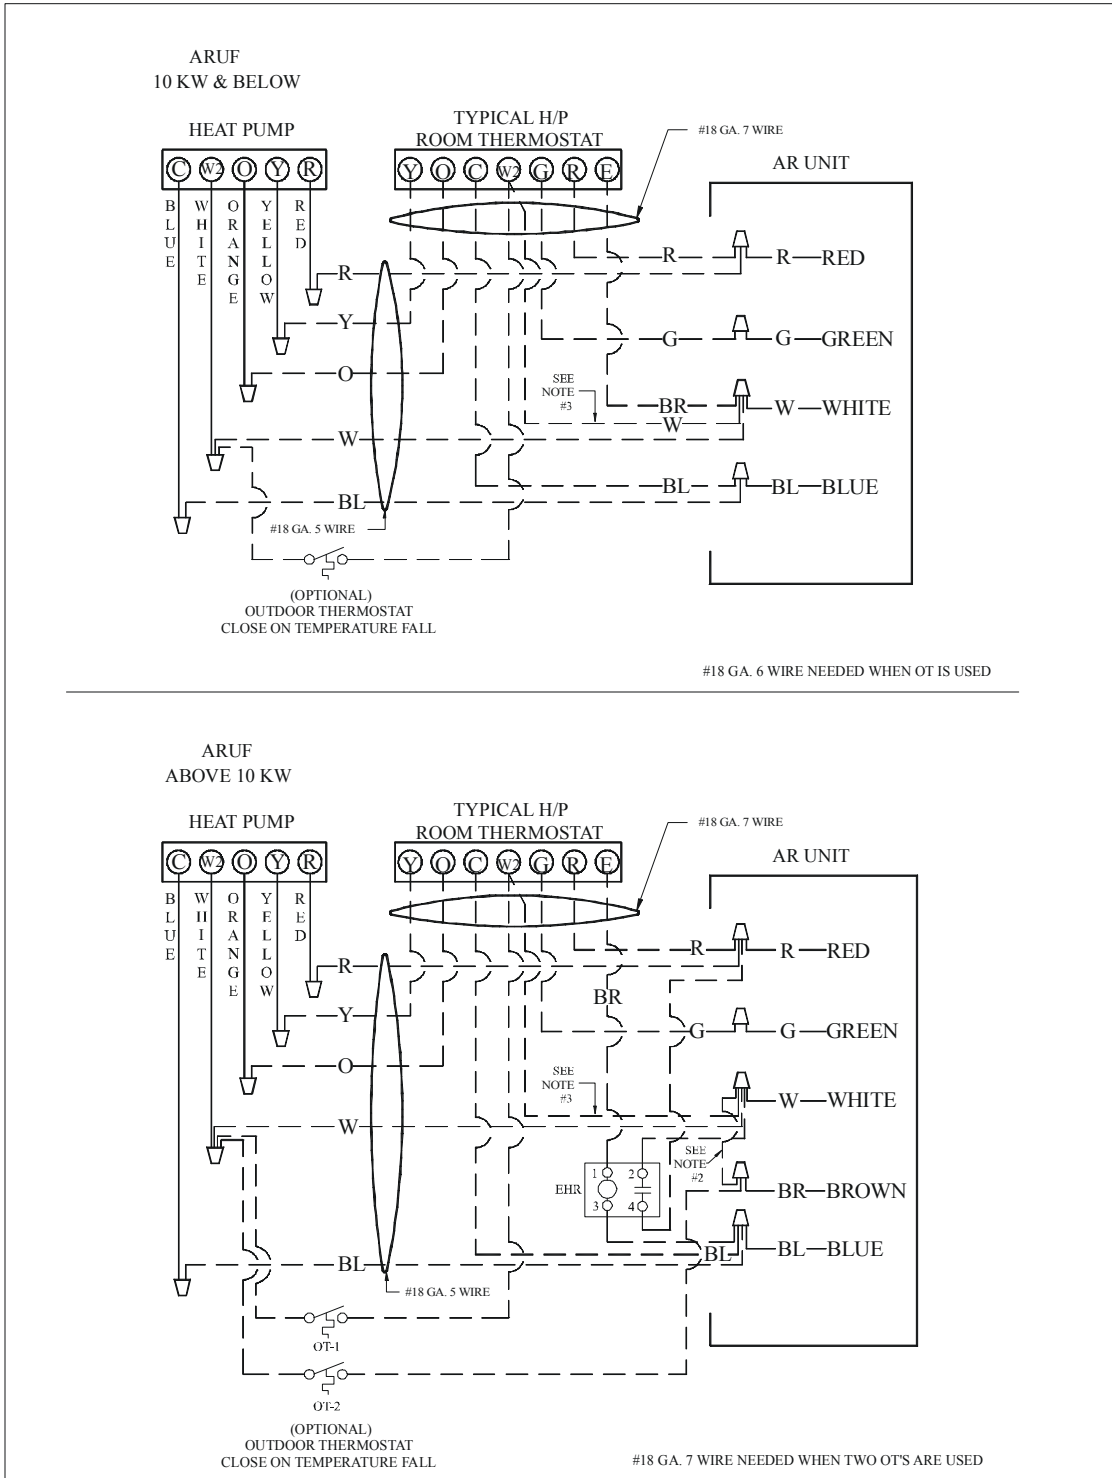 ARUF
10 KW & BELOW
HEAT PUMP
TYPICAL H/P
ROOM THERMOSTAT
#18 GA. 7 WIRE
AR UNIT
C W2 O Y R
Y O C W2 G R E
BLUE
WHITE
ORANGE
YELLOW
RED
R
R
R RED
Y
G
G GREEN
O
SEE
NOTE
#3
BR
W WHITE
W
W
BL
BL BLUE
BL
#18 GA. 5 WIRE
(OPTIONAL)
OUTDOOR THERMOSTAT
CLOSE ON TEMPERATURE FALL
#18 GA. 6 WIRE NEEDED WHEN OT IS USED
ARUF
ABOVE 10 KW
HEAT PUMP
TYPICAL H/P
ROOM THERMOSTAT
#18 GA. 7 WIRE
AR UNIT
C W2 O Y R
Y O C W2 G R E
BLUE
WHITE
ORANGE
YELLOW
RED
R
R RED
R
BR
Y
G
G GREEN
O
SEE
NOTE
#3
W WHITE
W
SEE
NOTE
#2
EHR
1 2
3 4
BR BROWN
BL
BL BLUE
BL
#18 GA. 5 WIRE
OT-1
OT-2
(OPTIONAL)
OUTDOOR THERMOSTAT
CLOSE ON TEMPERATURE FALL
#18 GA. 7 WIRE NEEDED WHEN TWO OT'S ARE USED